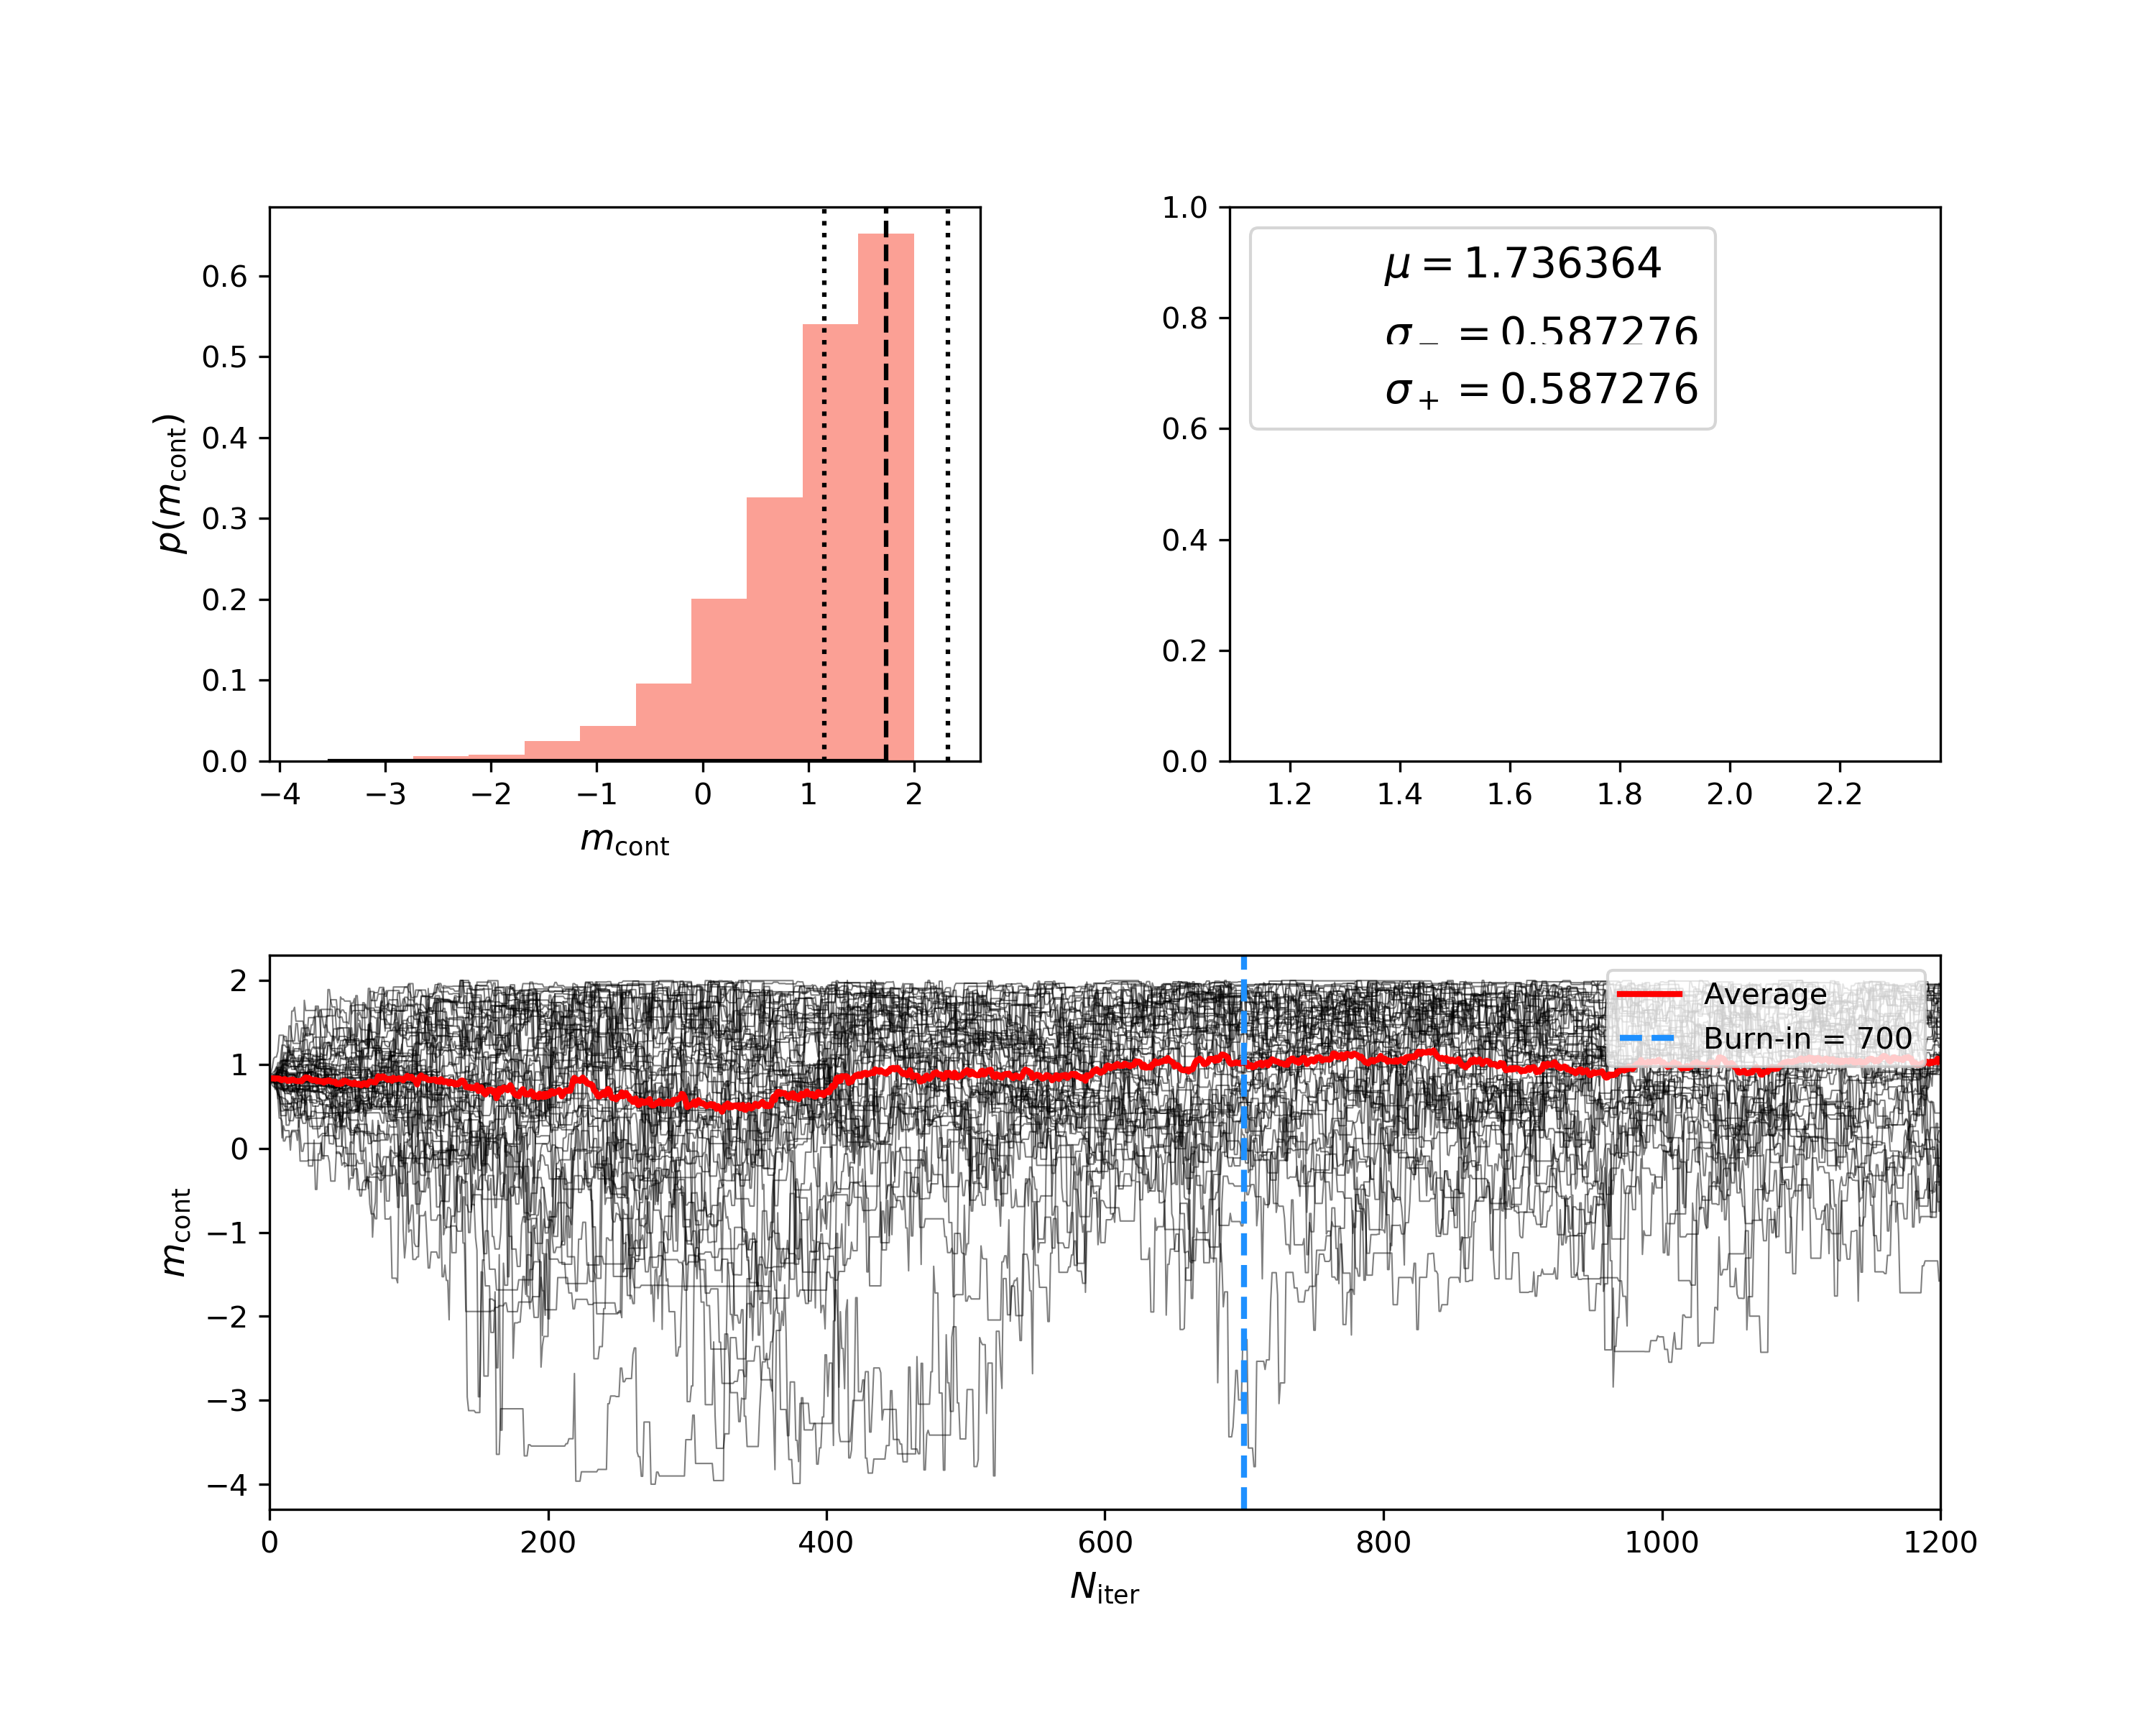 p(m_cont)
0.6
0.5
0.4
0.3
0.2
0.1
0.0
−4 −3 −2 −1 0 1 2
m_cont
1.0
0.8
0.6
0.4
0.2
0.0
μ = 1.736364
σ_− = 0.587276
σ_+ = 0.587276
1.2 1.4 1.6 1.8 2.0 2.2
m_cont
2
1
0
−1
−2
−3
−4
Average
Burn-in = 700
0 200 400 600 800 1000 1200
N_iter